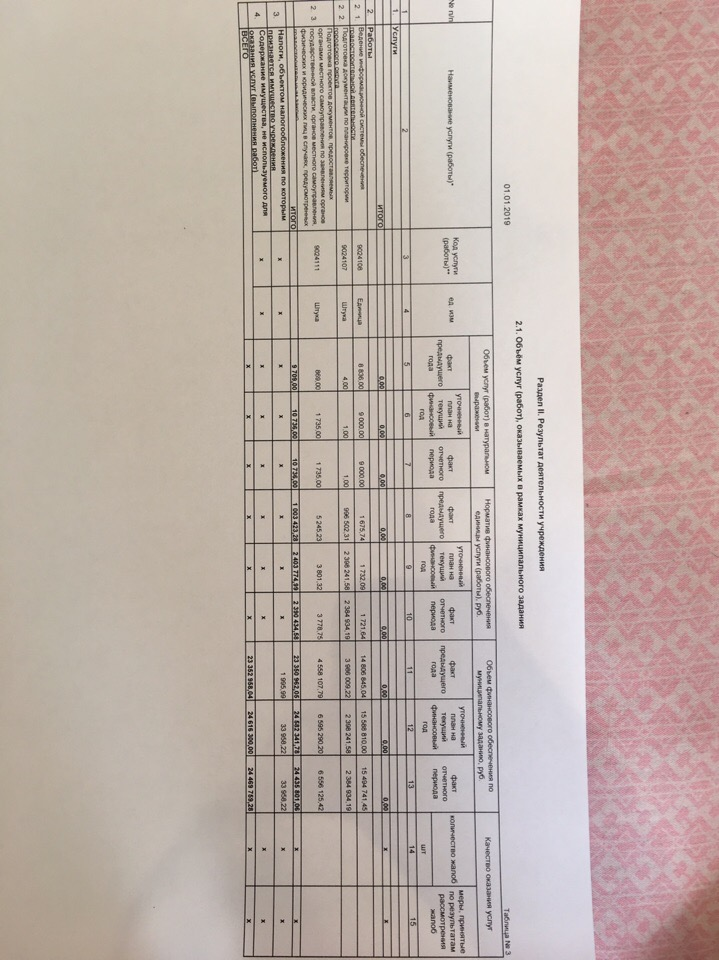 Таблица № 3
Раздел II. Результат деятельности учреждения
2.1. Объём услуг (работ), оказываемых в рамках муниципального задания
01.01.2019
№ п/п
Наименование услуги (работы)*
Код услуги (работы)**
ед. изм
Объем услуг (работ) в натуральном выражении
Норматив финансового обеспечения единицы услуги (работы), руб.
Объем финансового обеспечения по муниципальному заданию, руб.
Качество оказания услуг
факт предыдущего года
уточненный план на текущий финансовый год
факт отчетного периода
факт предыдущего года
уточненный план на текущий финансовый год
факт отчетного периода
факт предыдущего года
уточненный план на текущий финансовый год
факт отчетного периода
количество жалоб
шт
меры, принятые по результатам рассмотрения жалоб
1 2 3 4 5 6 7 8 9 10 11 12 13 14 15
1 Услуги
ИТОГО 0,00 0,00 0,00 0,00 0,00 0,00 0,00 0,00 0,00 x x
2 Работы
2 1. Ведение информационной системы обеспечения градостроительной деятельности 9024108 Единица 6 836,00 9 000,00 9 000,00 1 675,74 1 732,09 1 721,64 14 806 845,04 15 588 810,00 15 494 741,45
2 2. Подготовка документации по планировке территории городского округа 9024107 Штука 4,00 1,00 1,00 996 502,31 2 398 241,58 2 384 934,19 3 986 009,22 2 398 241,58 2 384 934,19
2 3 Подготовка проектов документов, предоставляемых органами местного самоуправления по заявлениям органов государственной власти, органов местного самоуправления, физических и юридических лиц в случаях, предусмотренных 9024111 Штука 869,00 1 735,00 1 735,00 5 245,23 3 801,32 3 778,75 4 558 107,79 6 595 290,20 6 556 125,42
ИТОГО 9 709,00 10 736,00 10 736,00 1 003 423,28 2 403 774,99 2 390 434,58 23 350 962,05 24 582 341,78 24 435 801,06 x x
3 Налоги, объектом налогообложения по которым признается имущество учреждения x x x x x x x x 1 995,99 33 958,22 33 958,22 x x
4. Содержание имущества, не используемого для оказания услуг (выполнения работ) x x x x x x x x x x
ВСЕГО x x x x x x 23 352 958,04 24 616 300,00 24 469 759,28 x x